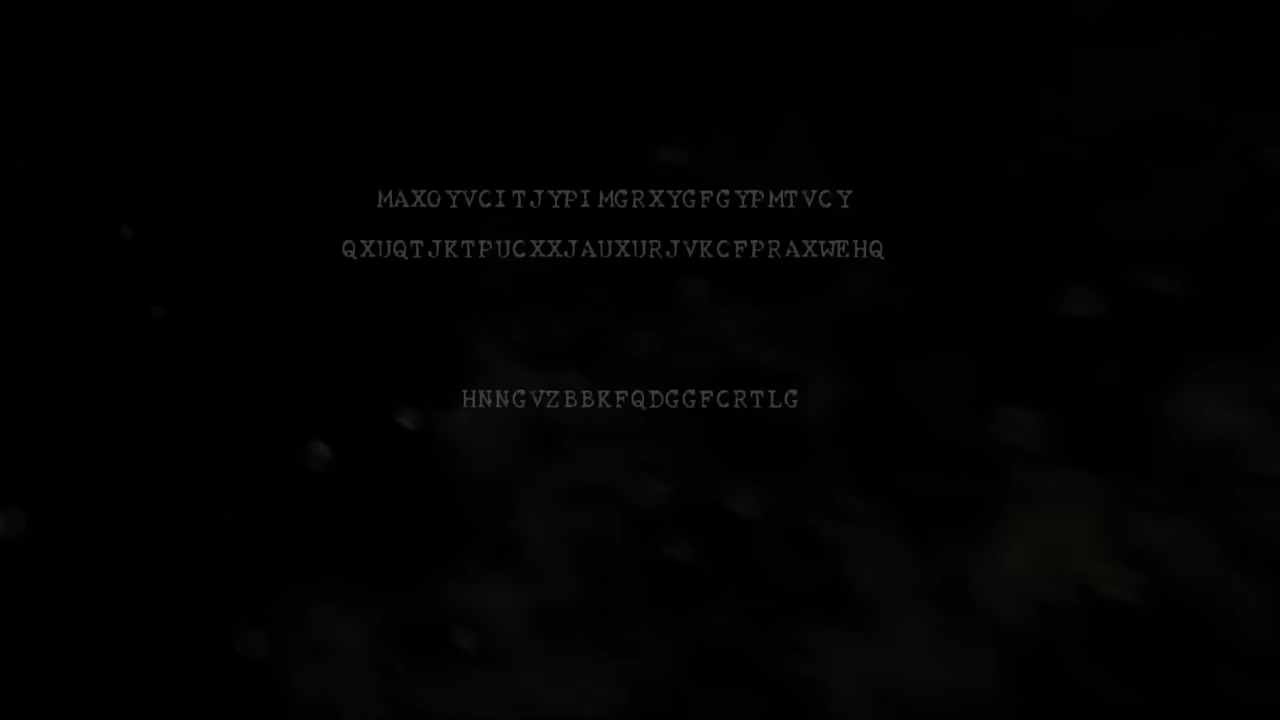 MAXOYVCITJYPIMGRXYGFGYPMTVCY
QXUQTJKTPUCXXJAUXURJVKCFPRAXWEHQ
HNNGVZBBKFQDGGFCRTLG